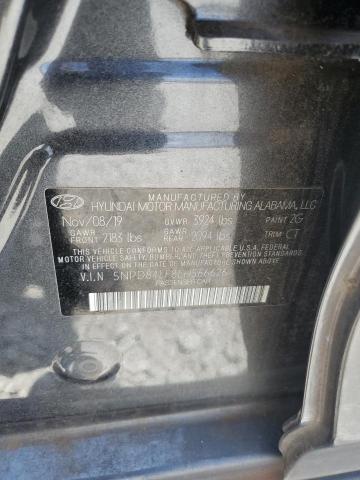 MANUFACTURED BY
HYUNDAI MOTOR MANUFACTURING ALABAMA, LLC
Nov/08/19 GVWR 3924 lbs PAINT 2G
GAWR FRONT 2183 lbs GAWR REAR lbs TRIM CT
THIS VEHICLE CONFORMS TO ALL APPLICABLE U.S. FEDERAL
MOTOR VEHICLE SAFETY, BUMPER, AND THEFT PREVENTION
STANDARDS IN EFFECT ON THE DATE OF MANUFACTURE SHOWN ABOVE.
V.I.N
PASSENGER CAR